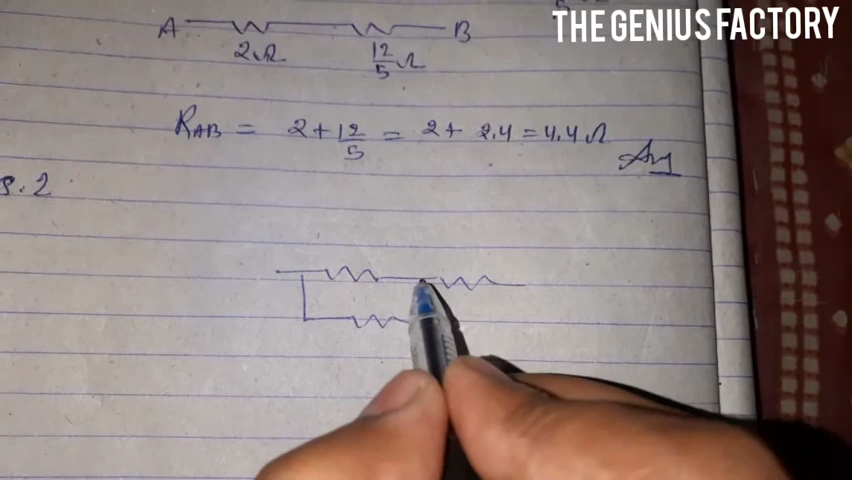 THE GENIUS FACTORY
A B
2Ω 12/5 Ω
R_AB = 2 + 12/5 = 2 + 2.4 = 4.4 Ω
Ans
.2